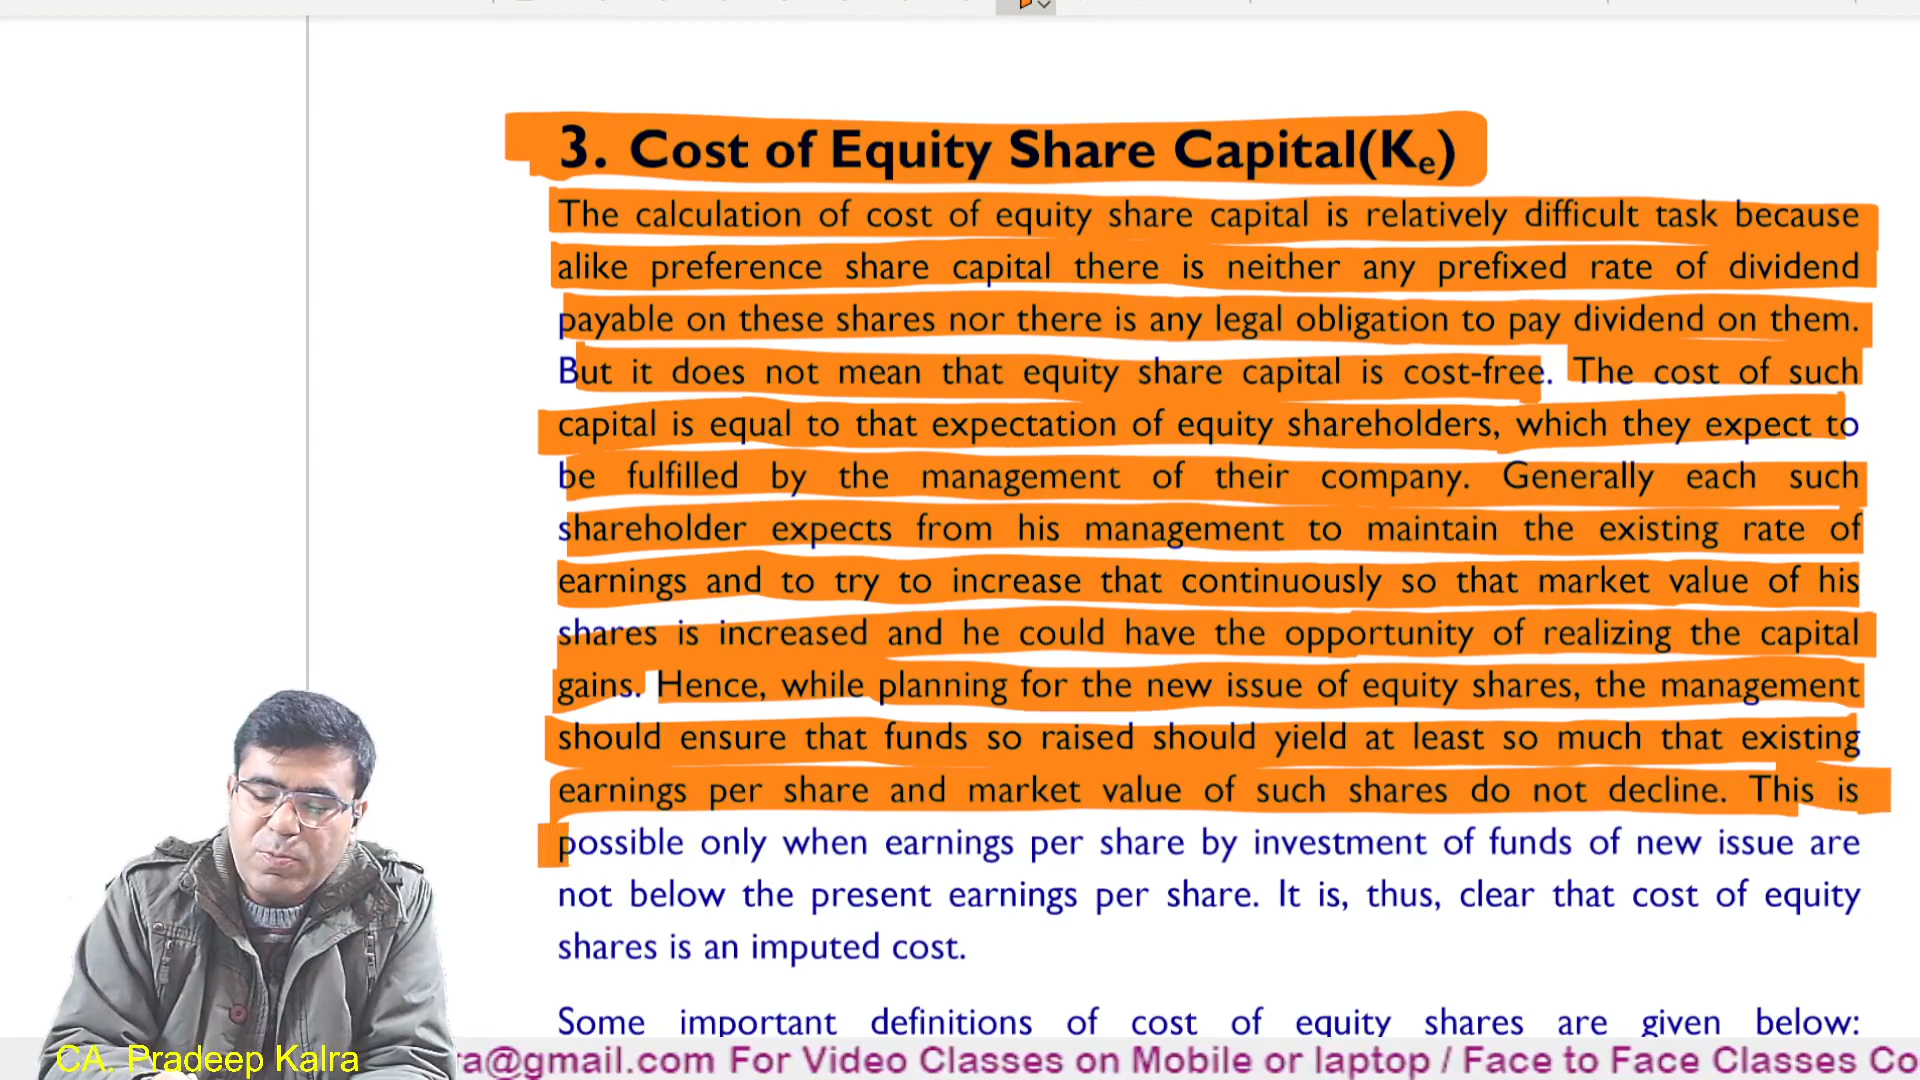 3. Cost of Equity Share Capital(Ke)
The calculation of cost of equity share capital is relatively difficult task because
alike preference share capital there is neither any prefixed rate of dividend
payable on these shares nor there is any legal obligation to pay dividend on them.
But it does not mean that equity share capital is cost-free. The cost of such
capital is equal to that expectation of equity shareholders, which they expect to
be fulfilled by the management of their company. Generally each such
shareholder expects from his management to maintain the existing rate of
earnings and to try to increase that continuously so that market value of his
shares is increased and he could have the opportunity of realizing the capital
gains. Hence, while planning for the new issue of equity shares, the management
should ensure that funds so raised should yield at least so much that existing
earnings per share and market value of such shares do not decline. This is
possible only when earnings per share by investment of funds of new issue are
not below the present earnings per share. It is, thus, clear that cost of equity
shares is an imputed cost.
Some important definitions of cost of equity shares are given below:
CA. Pradeep Kalra
ra@gmail.com For Video Classes on Mobile or laptop / Face to Face Classes Co